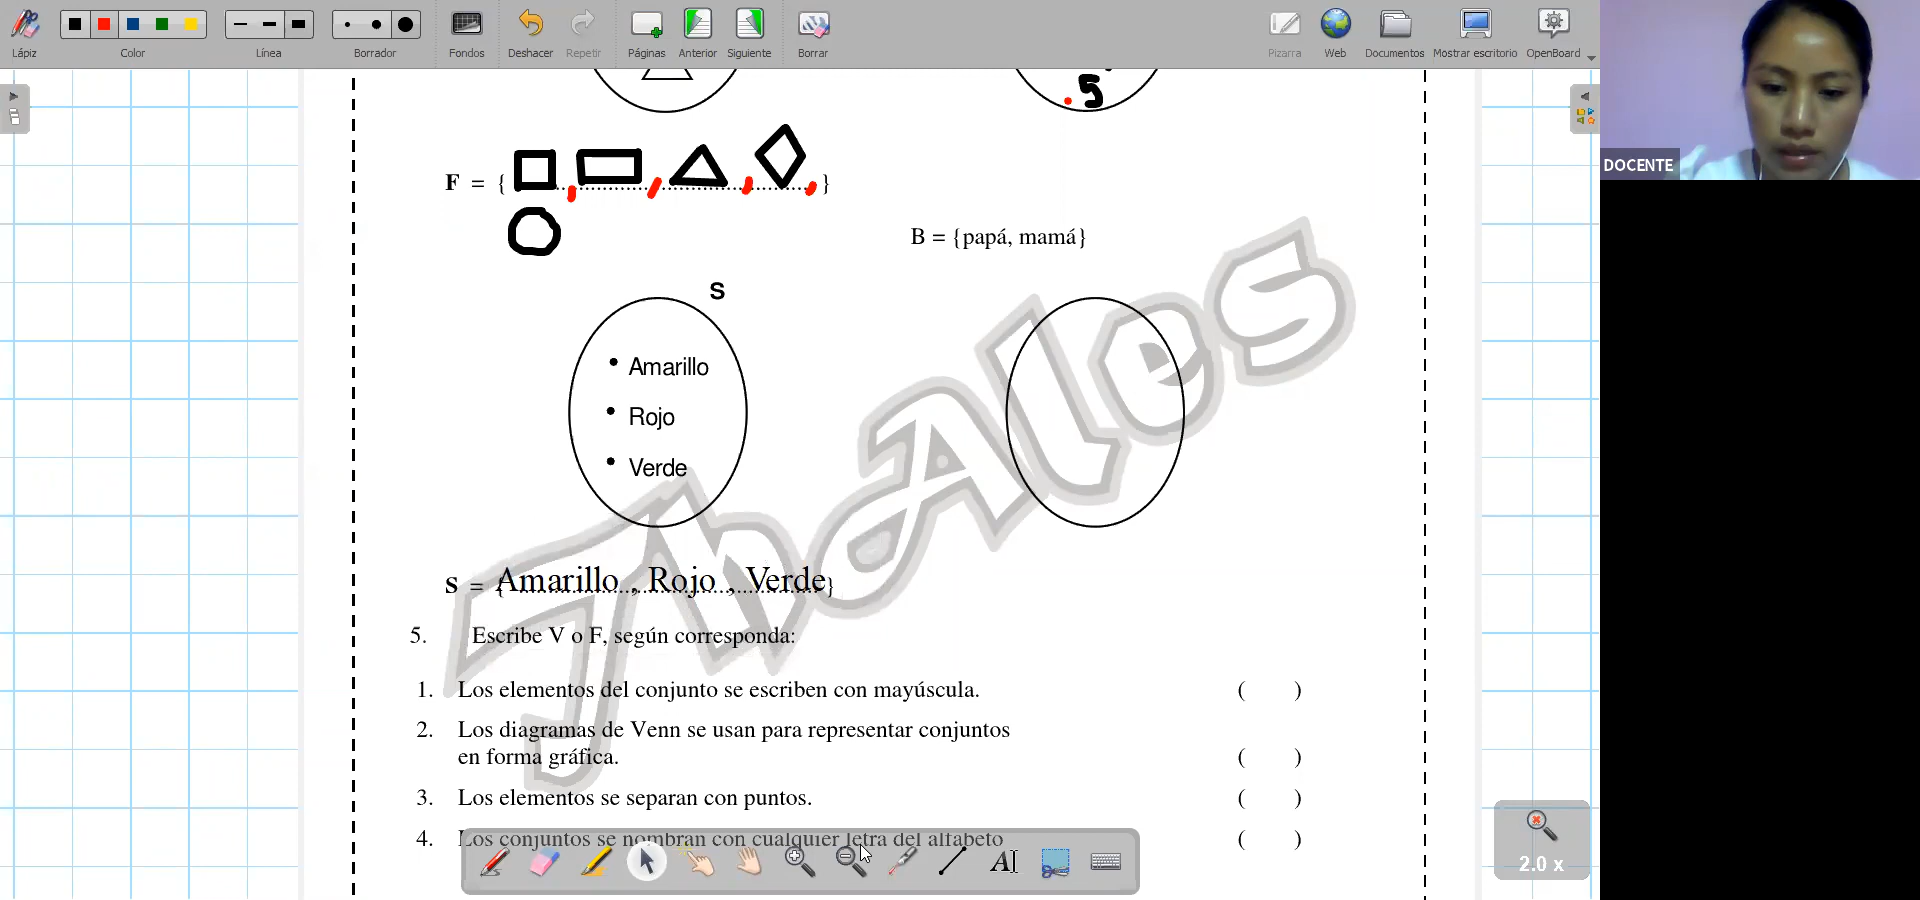 Lápiz Color Línea Borrador Fondos Deshacer Repetir Páginas Anterior Siguiente Borrar Pizarra Web Documentos Mostrar escritorio OpenBoard
DOCENTE
5
F = { , , , , }
B = {papá, mamá}
S
• Amarillo
• Rojo
• Verde
Thales
S = {Amarillo , Rojo , Verde}
5. Escribe V o F, según corresponda:
1. Los elementos del conjunto se escriben con mayúscula. ( )
2. Los diagramas de Venn se usan para representar conjuntos
en forma gráfica. ( )
3. Los elementos se separan con puntos. ( )
4. Los conjuntos se nombran con cualquier letra del alfabeto ( )
2.0 x